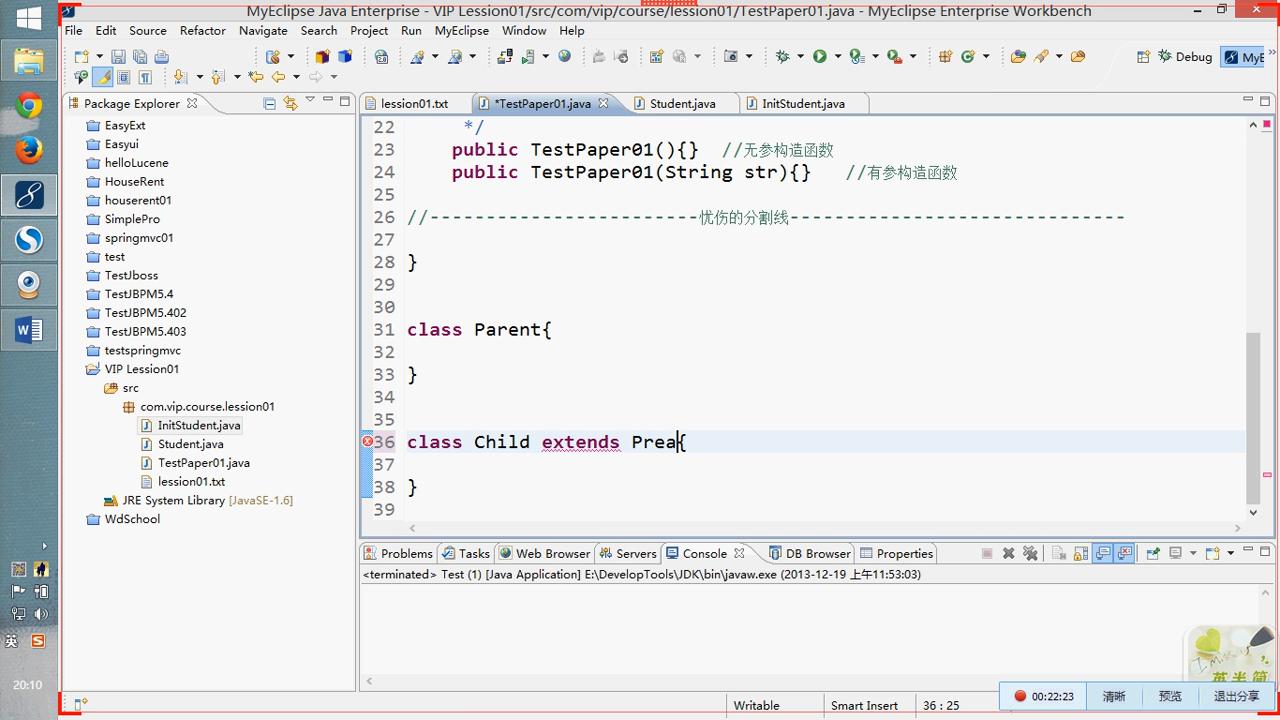 MyEclipse Java Enterprise - VIP Lession01/src/com/vip/course/lession01/TestPaper01.java - MyEclipse Enterprise Workbench
File Edit Source Refactor Navigate Search Project Run MyEclipse Window Help
Debug MyE
Package Explorer
lession01.txt *TestPaper01.java Student.java InitStudent.java
EasyExt
Easyui
helloLucene
HouseRent
houserent01
SimplePro
springmvc01
test
TestJboss
TestJBPM5.4
TestJBPM5.402
TestJBPM5.403
testspringmvc
VIP Lession01
src
com.vip.course.lession01
InitStudent.java
Student.java
TestPaper01.java
lession01.txt
JRE System Library [JavaSE-1.6]
WdSchool
22 */
23 public TestPaper01(){} //无参构造函数
24 public TestPaper01(String str){} //有参构造函数
25
26 //------------------------忧伤的分割线------------------------------
27
28 }
29
30
31 class Parent{
32
33 }
34
35
36 class Child extends Prea{
37
38 }
39
Problems Tasks Web Browser Servers Console DB Browser Properties
<terminated> Test (1) [Java Application] E:\DevelopTools\JDK\bin\javaw.exe (2013-12-19 上午11:53:03)
英 S
20:10
英半简
Writable Smart Insert 36 : 25
00:22:23 清晰 预览 退出分享